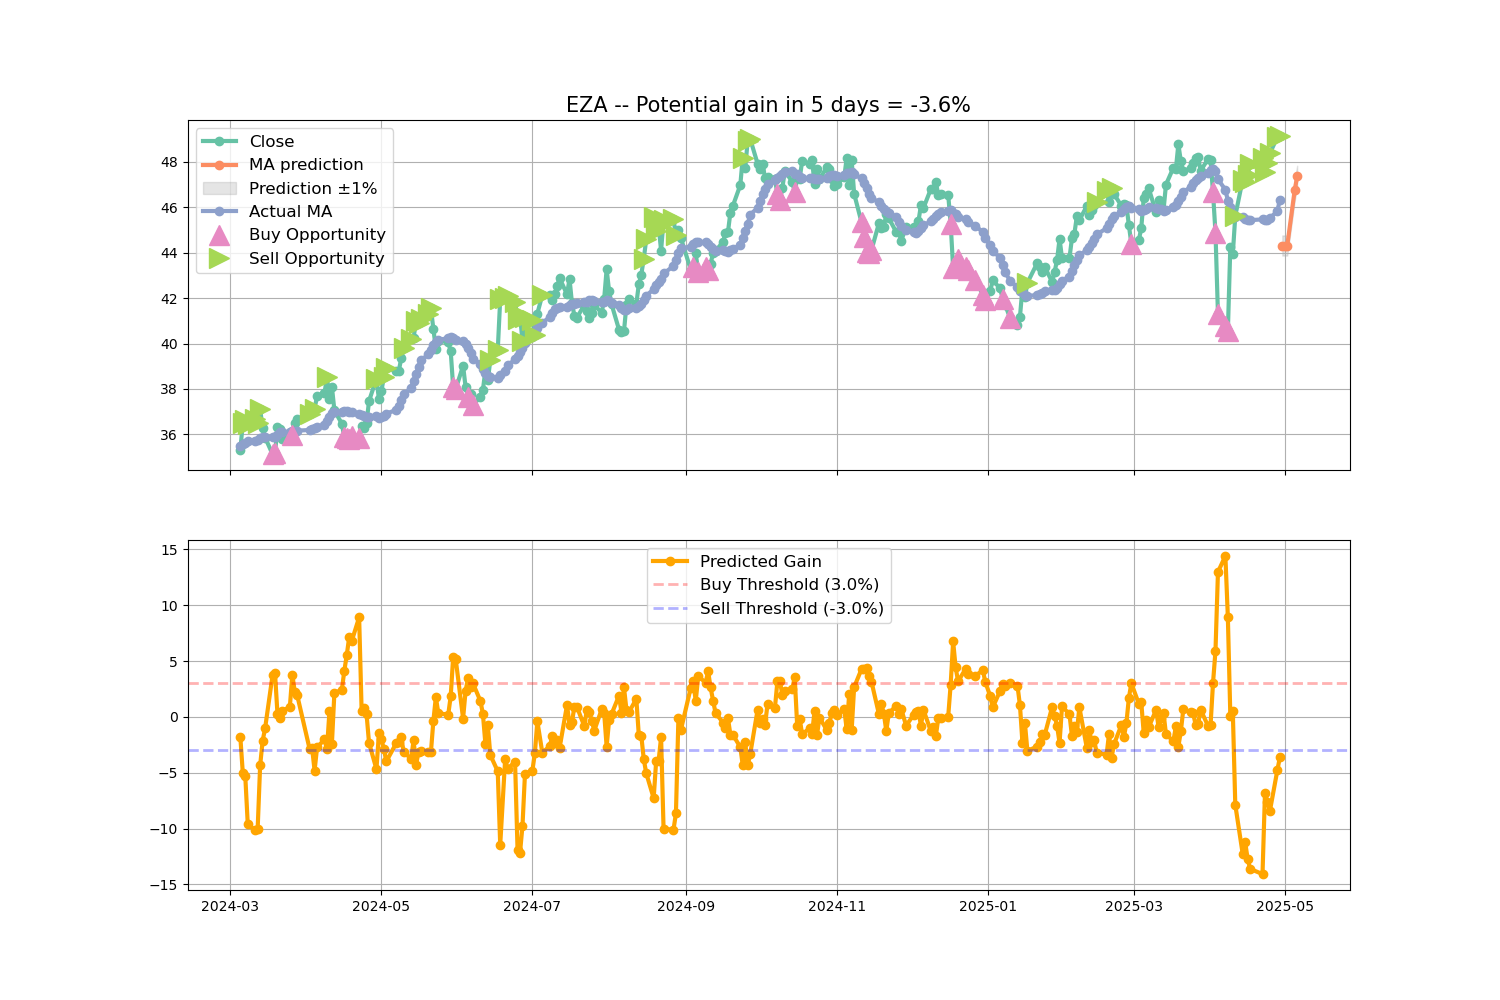 EZA -- Potential gain in 5 days = -3.6%
Close
MA prediction
Prediction ±1%
Actual MA
Buy Opportunity
Sell Opportunity
48
46
44
42
40
38
36
Predicted Gain
Buy Threshold (3.0%)
Sell Threshold (-3.0%)
15
10
5
0
−5
−10
−15
2024-03
2024-05
2024-07
2024-09
2024-11
2025-01
2025-03
2025-05